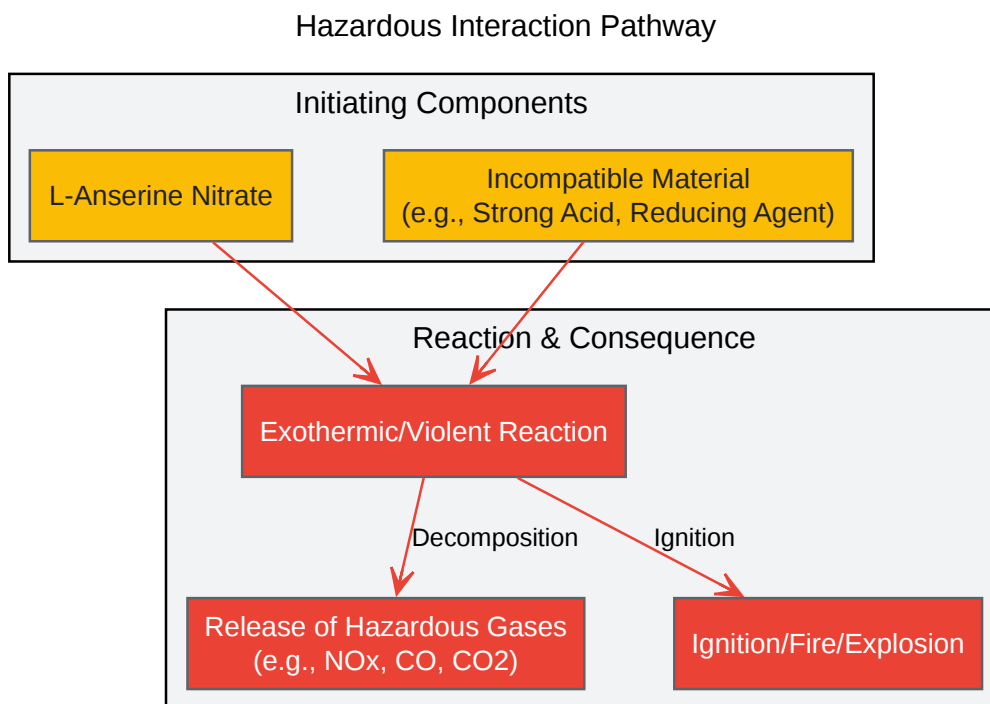 Hazardous Interaction Pathway
Initiating Components
L-Anserine Nitrate
Incompatible Material
(e.g., Strong Acid, Reducing Agent)
Reaction & Consequence
Exothermic/Violent Reaction
Decomposition
Ignition
Release of Hazardous Gases
(e.g., NOx, CO, CO2)
Ignition/Fire/Explosion